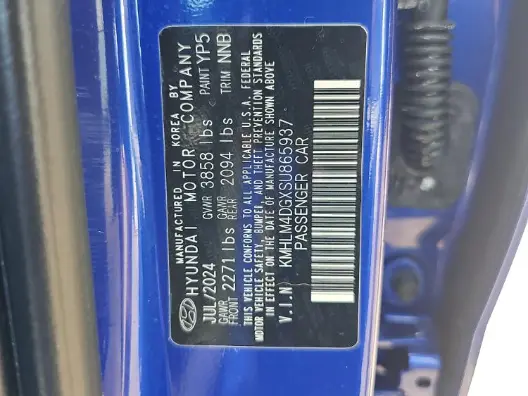 MANUFACTURED IN KOREA BY
HYUNDAI MOTOR COMPANY
JUL/2024 GVWR 3858 lbs PAINT YP5
GAWR FRONT 2271 lbs GAWR REAR 2094 lbs TRIM NNB
THIS VEHICLE CONFORMS TO ALL APPLICABLE U.S.A. FEDERAL
MOTOR VEHICLE SAFETY, BUMPER, AND THEFT PREVENTION STANDARDS
IN EFFECT ON THE DATE OF MANUFACTURE SHOWN ABOVE
V.I.N KMHLM4DGXSU865937
PASSENGER CAR